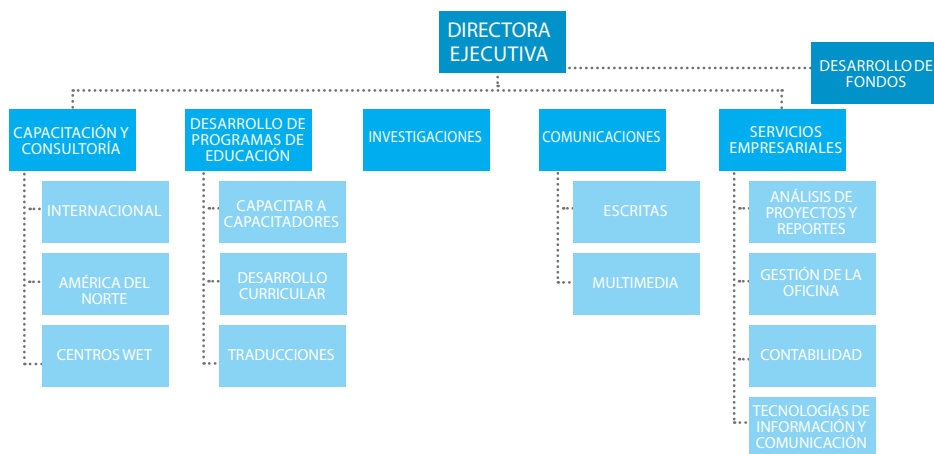 DIRECTORA
EJECUTIVA
DESARROLLO DE
FONDOS
CAPACITACIÓN Y
CONSULTORÍA
DESARROLLO DE
PROGRAMAS DE
EDUCACIÓN
INVESTIGACIONES
COMUNICACIONES
SERVICIOS
EMPRESARIALES
INTERNACIONAL
AMÉRICA DEL
NORTE
CENTROS WET
CAPACITAR A
CAPACITADORES
DESARROLLO
CURRICULAR
TRADUCCIONES
ESCRITAS
MULTIMEDIA
ANÁLISIS DE
PROYECTOS Y
REPORTES
GESTIÓN DE LA
OFICINA
CONTABILIDAD
TECNOLOGÍAS DE
INFORMACIÓN Y
COMUNICACIÓN